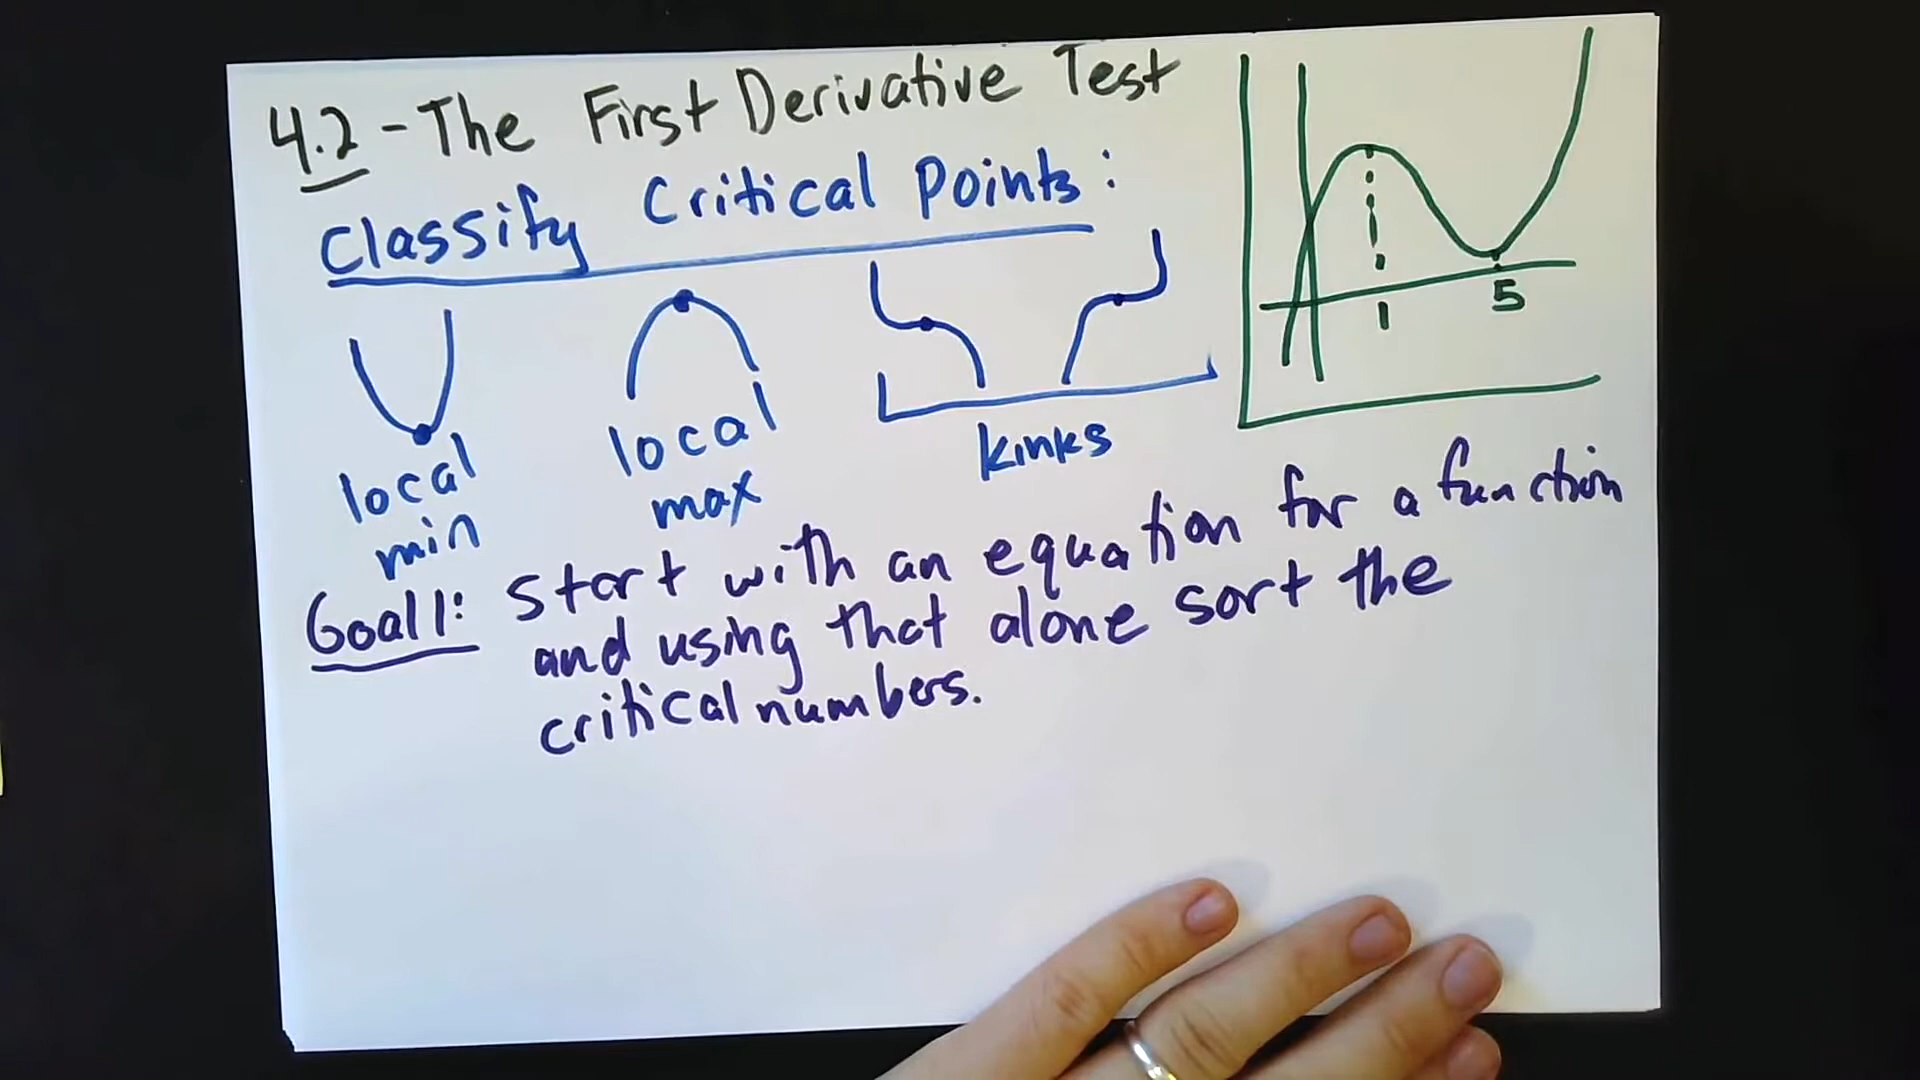 4.2 - The First Derivative Test
Classify Critical Points:
1
5
local
min
local
max
kinks
Goal 1: Start with an equation for a function
and using that alone sort the
critical numbers.